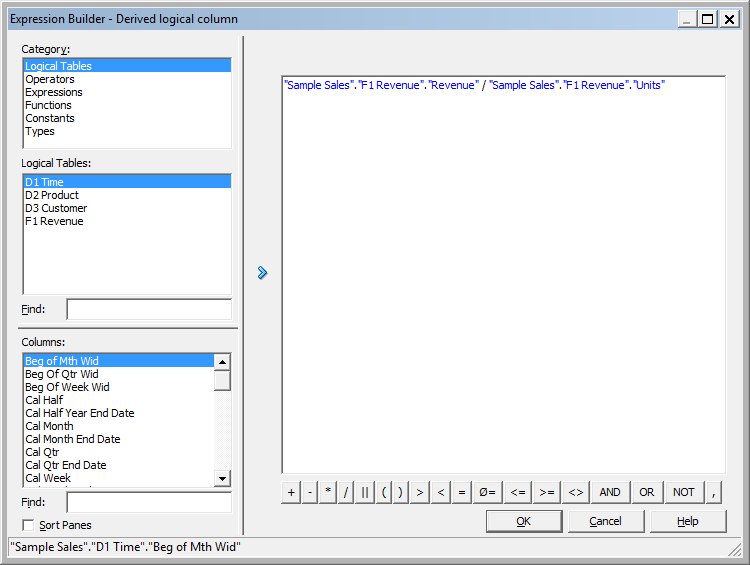 Expression Builder - Derived logical column
Category:
Logical Tables
Operators
Expressions
Functions
Constants
Types
Logical Tables:
D1 Time
D2 Product
D3 Customer
F1 Revenue
Find:
Columns:
Beg of Mth Wid
Beg Of Qtr Wid
Beg Of Week Wid
Cal Half
Cal Half Year End Date
Cal Month
Cal Month End Date
Cal Qtr
Cal Qtr End Date
Cal Week
Find:
Sort Panes
"Sample Sales"."F1 Revenue"."Revenue" / "Sample Sales"."F1 Revenue"."Units"
+ - * / || ( ) > < = Ø= <= >= <> AND OR NOT ,
OK Cancel Help
"Sample Sales"."D1 Time"."Beg of Mth Wid"